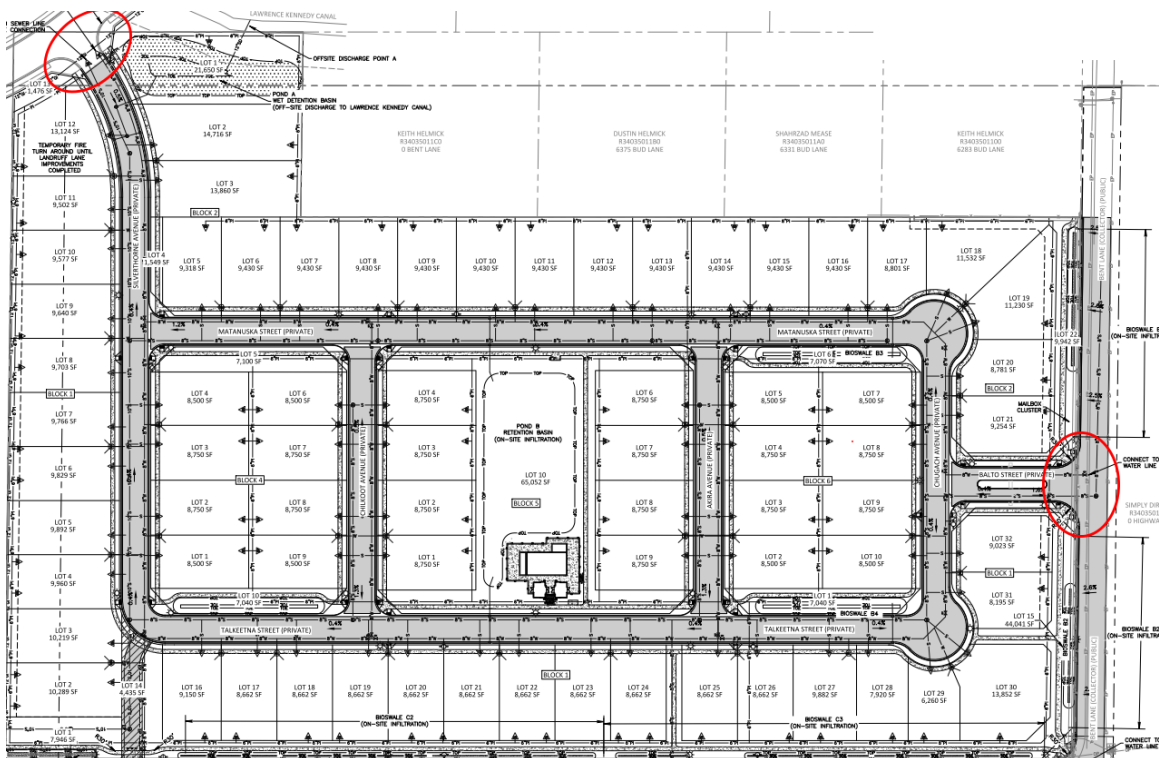 SEWER LINE
CONNECTION
LAWRENCE KENNEDY CANAL
OFFSITE DISCHARGE POINT A
LOT 1
21,650 SF
POND A
WET DETENTION BASIN
(OFF-SITE DISCHARGE TO LAWRENCE KENNEDY CANAL)
1,476 SF
LOT 12
13,124 SF
TEMPORARY FIRE
TURN AROUND UNTIL
LANDRUFF LANE
IMPROVEMENTS
COMPLETED
LOT 2
14,716 SF
LOT 3
13,860 SF
BLOCK 2
KEITH HELMICK
R34035011C0
0 BENT LANE
DUSTIN HELMICK
R34035011B0
6375 BUD LANE
SHAHRZAD MEASE
R34035011A0
6331 BUD LANE
KEITH HELMICK
R3403501100
6283 BUD LANE
BENT LANE (COLLECTOR) (PUBLIC)
SILVERTHORNE AVENUE (PRIVATE)
LOT 11
9,502 SF
LOT 10
9,577 SF
LOT 9
9,640 SF
LOT 8
9,703 SF
BLOCK 1
LOT 7
9,766 SF
LOT 6
9,829 SF
LOT 5
9,892 SF
LOT 4
9,960 SF
LOT 3
10,219 SF
LOT 2
10,289 SF
LOT 1
7,946 SF
LOT 14
4,435 SF
LOT 4
LOT 5
9,318 SF
LOT 6
9,430 SF
LOT 7
9,430 SF
LOT 8
9,430 SF
LOT 9
9,430 SF
LOT 10
9,430 SF
LOT 11
9,430 SF
LOT 12
9,430 SF
LOT 13
9,430 SF
LOT 14
9,430 SF
LOT 15
9,430 SF
LOT 16
9,430 SF
LOT 17
8,801 SF
LOT 18
11,532 SF
LOT 19
11,230 SF
LOT 20
8,781 SF
BLOCK 2
LOT 21
9,254 SF
LOT 22
9,942 SF
MAILBOX
CLUSTER
1.2%
0.4%
MATANUSKA STREET (PRIVATE)
0.4%
MATANUSKA STREET (PRIVATE)
0.4%
LOT 5
7,100 SF
LOT 4
8,500 SF
LOT 6
8,500 SF
LOT 3
8,750 SF
LOT 7
8,750 SF
BLOCK 4
LOT 2
8,750 SF
LOT 8
8,750 SF
LOT 1
8,500 SF
LOT 9
8,500 SF
LOT 10
7,040 SF
CHILKOOT AVENUE (PRIVATE)
LOT 4
8,750 SF
LOT 3
8,750 SF
LOT 2
8,750 SF
LOT 1
8,750 SF
POND B
RETENTION BASIN
(ON-SITE INFILTRATION)
LOT 10
65,052 SF
BLOCK 5
LOT 6
8,750 SF
LOT 7
8,750 SF
LOT 8
8,750 SF
LOT 9
8,750 SF
AKIRA AVENUE (PRIVATE)
LOT 6
7,070 SF
BIOSWALE B3
LOT 5
8,500 SF
LOT 7
8,500 SF
LOT 4
8,750 SF
LOT 8
8,750 SF
BLOCK 6
LOT 3
8,750 SF
LOT 9
8,750 SF
LOT 2
8,500 SF
LOT 10
8,500 SF
LOT 1
7,040 SF
BIOSWALE B4
CHUGACH AVENUE (PRIVATE)
BALTO STREET (PRIVATE)
CONNECT TO
WATER LINE
SIMPLY DIR
R3403501
0 HIGHWA
LOT 32
9,023 SF
BLOCK 1
LOT 31
8,195 SF
LOT 15
44,041 SF
BIOSWALE B2
2.6%
BIOSWALE B2
(ON-SITE INFILTRA
BIOSWALE B
(ON-SITE INFILTR
TALKEETNA STREET (PRIVATE)
0.4%
0.4%
TALKEETNA STREET (PRIVATE)
0.4%
BENT LANE (COLLECTOR) (PUBLIC)
LOT 16
9,150 SF
LOT 17
8,662 SF
LOT 18
8,662 SF
LOT 19
8,662 SF
LOT 20
8,662 SF
LOT 21
8,662 SF
LOT 22
8,662 SF
BLOCK 1
LOT 23
8,662 SF
LOT 24
8,662 SF
LOT 25
8,662 SF
LOT 26
8,662 SF
LOT 27
9,882 SF
LOT 28
7,920 SF
LOT 29
6,260 SF
LOT 30
13,852 SF
BIOSWALE C2
(ON-SITE INFILTRATION)
BIOSWALE C3
(ON-SITE INFILTRATION)
CONNECT TO
WATER LINE